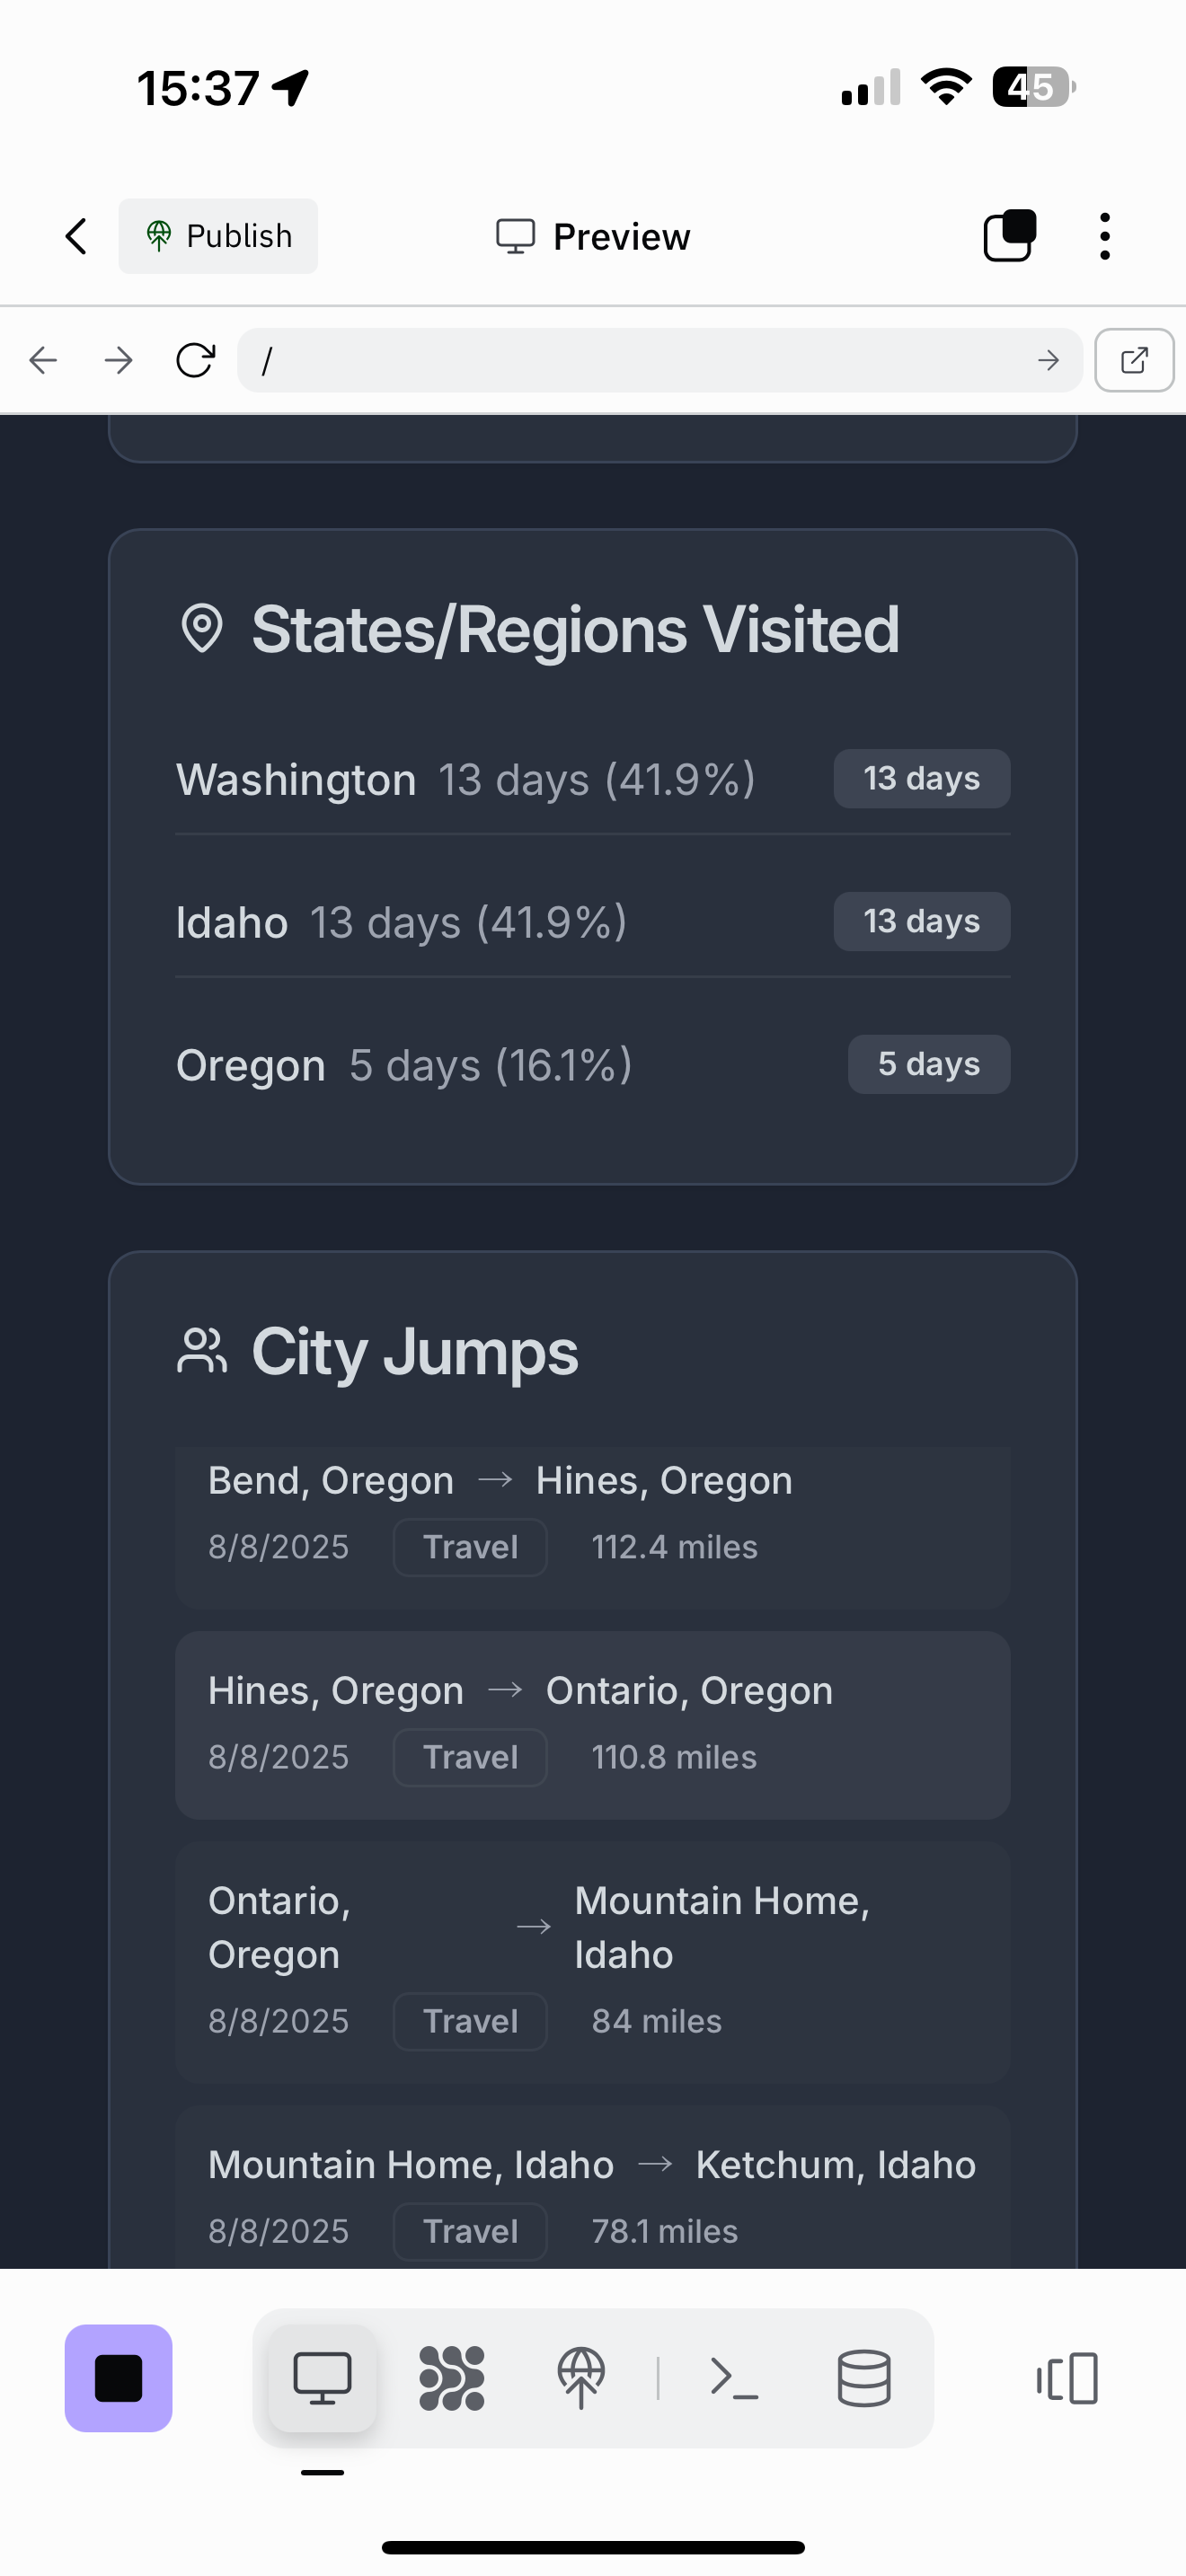 15:37
45
Publish
Preview
/
States/Regions Visited
Washington 13 days (41.9%) 13 days
Idaho 13 days (41.9%) 13 days
Oregon 5 days (16.1%) 5 days
City Jumps
Bend, Oregon → Hines, Oregon
8/8/2025 Travel 112.4 miles
Hines, Oregon → Ontario, Oregon
8/8/2025 Travel 110.8 miles
Ontario, Oregon → Mountain Home, Idaho
8/8/2025 Travel 84 miles
Mountain Home, Idaho → Ketchum, Idaho
8/8/2025 Travel 78.1 miles